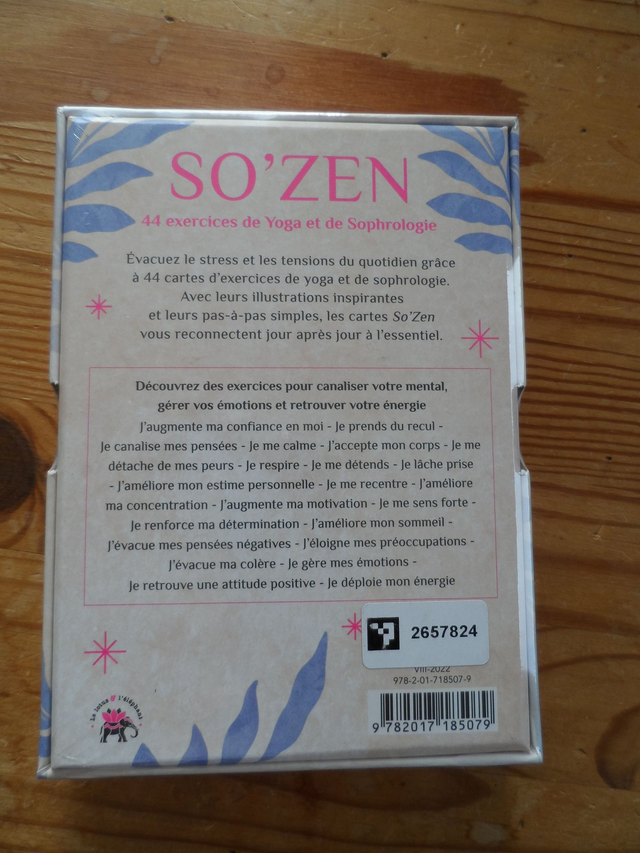 SO'ZEN
44 exercices de Yoga et de Sophrologie
Évacuez le stress et les tensions du quotidien grâce
à 44 cartes d'exercices de yoga et de sophrologie.
Avec leurs illustrations inspirantes
et leurs pas-à-pas simples, les cartes So'Zen
vous reconnectent jour après jour à l'essentiel.
Découvrez des exercices pour canaliser votre mental,
gérer vos émotions et retrouver votre énergie
J'augmente ma confiance en moi - Je prends du recul -
Je canalise mes pensées - Je me calme - J'accepte mon corps - Je me
détache de mes peurs - Je respire - Je me détends - Je lâche prise
- J'améliore mon estime personnelle - Je me recentre - J'améliore
ma concentration - J'augmente ma motivation - Je me sens forte -
Je renforce ma détermination - J'améliore mon sommeil -
J'évacue mes pensées négatives - J'éloigne mes préoccupations -
J'évacue ma colère - Je gère mes émotions -
Je retrouve une attitude positive - Je déploie mon énergie
2657824
VIII-2022
978-2-01-718507-9
9 782017 185079
Le lotus & l'éléphant